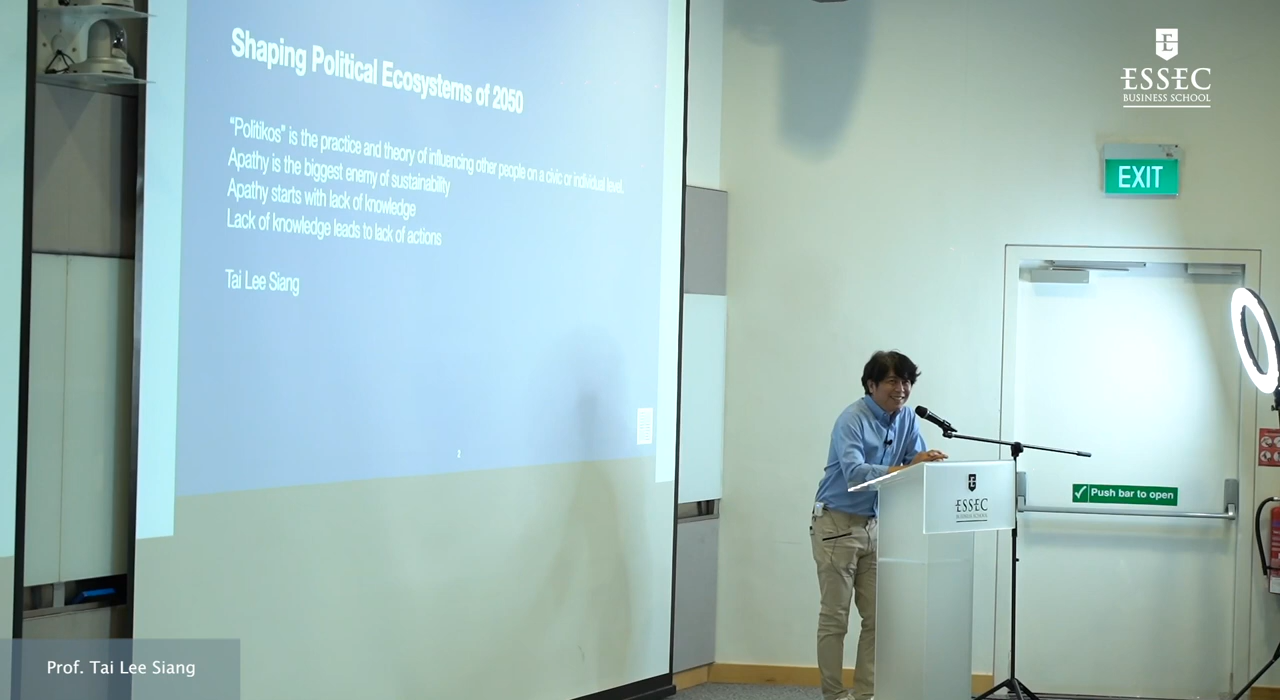 Shaping Political Ecosystems of 2050
"Politikos" is the practice and theory of influencing other people on a civic or individual level.
Apathy is the biggest enemy of sustainability
Apathy starts with lack of knowledge
Lack of knowledge leads to lack of actions
Tai Lee Siang
2
ESSEC
BUSINESS SCHOOL
EXIT
Push bar to open
ESSEC
BUSINESS SCHOOL
Prof. Tai Lee Siang